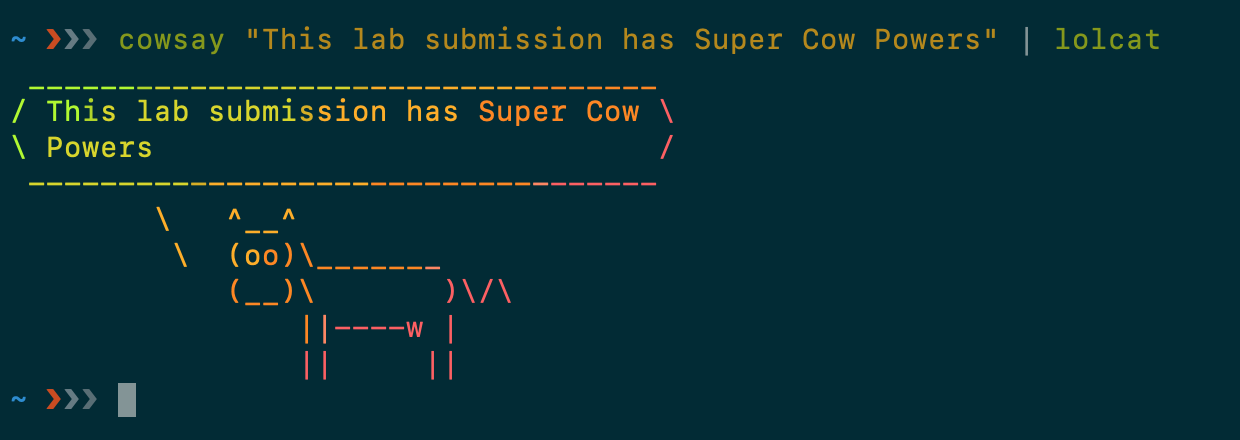 ~ ❯❯❯ cowsay "This lab submission has Super Cow Powers" | lolcat
 ___________________________________
/ This lab submission has Super Cow \
\ Powers                            /
 -----------------------------------
        \   ^__^
         \  (oo)\_______
            (__)\       )\/\
                ||----w |
                ||     ||
~ ❯❯❯